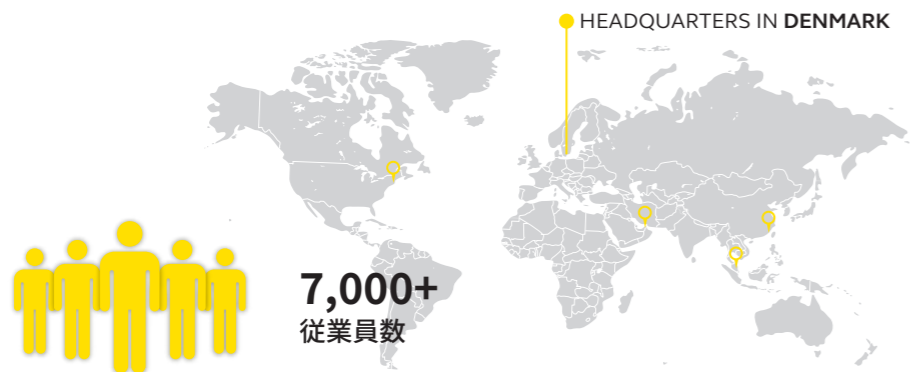 HEADQUARTERS IN DENMARK
7,000+
従業員数